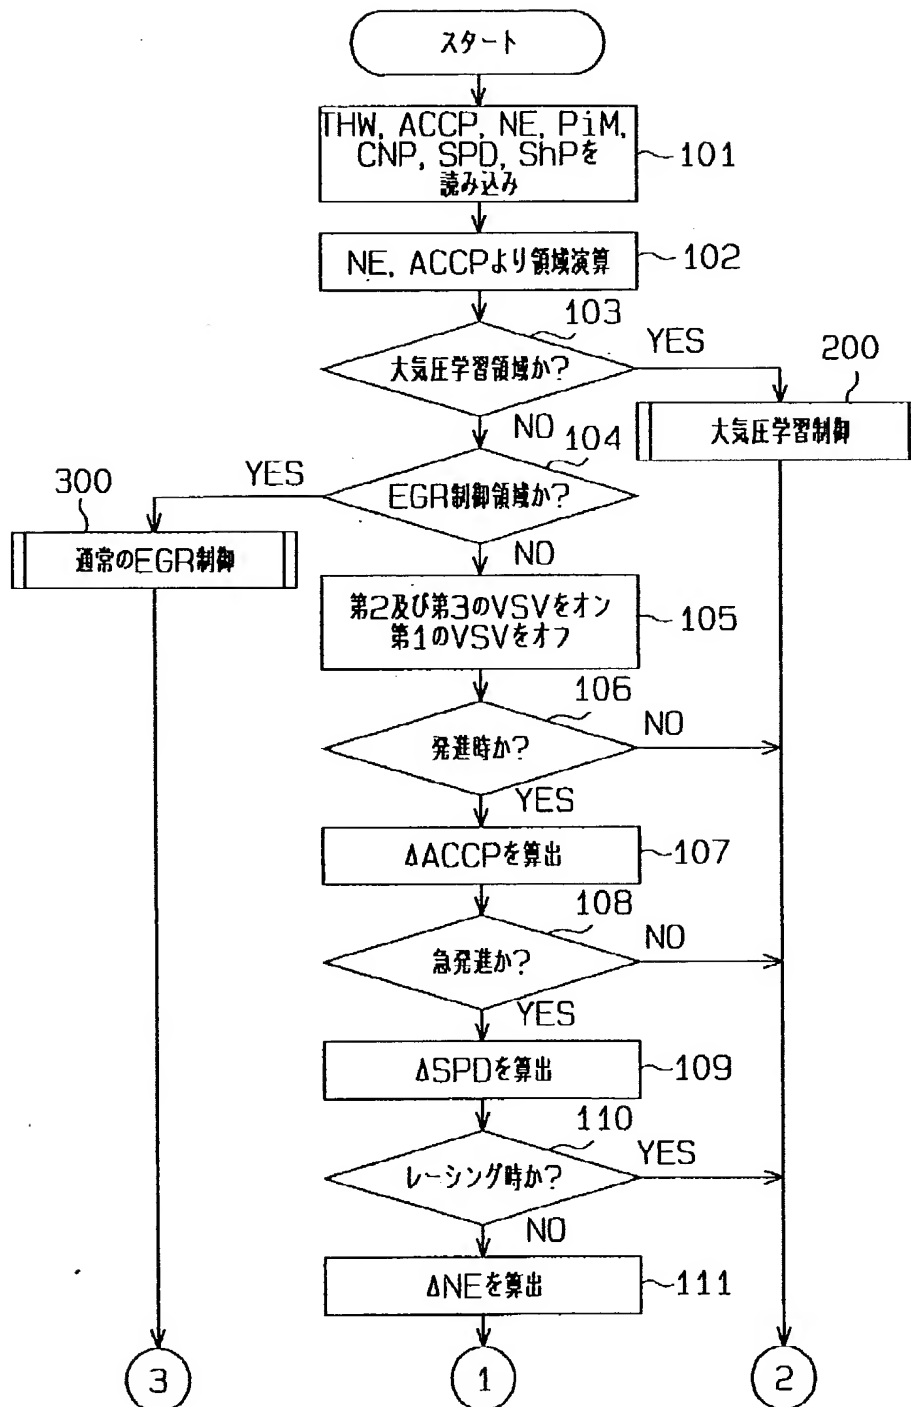 スタート
THW, ACCP, NE, PiM,
CNP, SPD, ShPを
読み込み
101
NE, ACCPより領域演算
102
103
大気圧学習領域か?
YES
200
大気圧学習制御
NO
104
EGR制御領域か?
YES
300
通常のEGR制御
NO
第2及び第3のVSVをオン
第1のVSVをオフ
105
106
発進時か?
NO
YES
ΔACCPを算出
107
108
急発進か?
NO
YES
ΔSPDを算出
109
110
レーシング時か?
YES
NO
ΔNEを算出
111
3
1
2